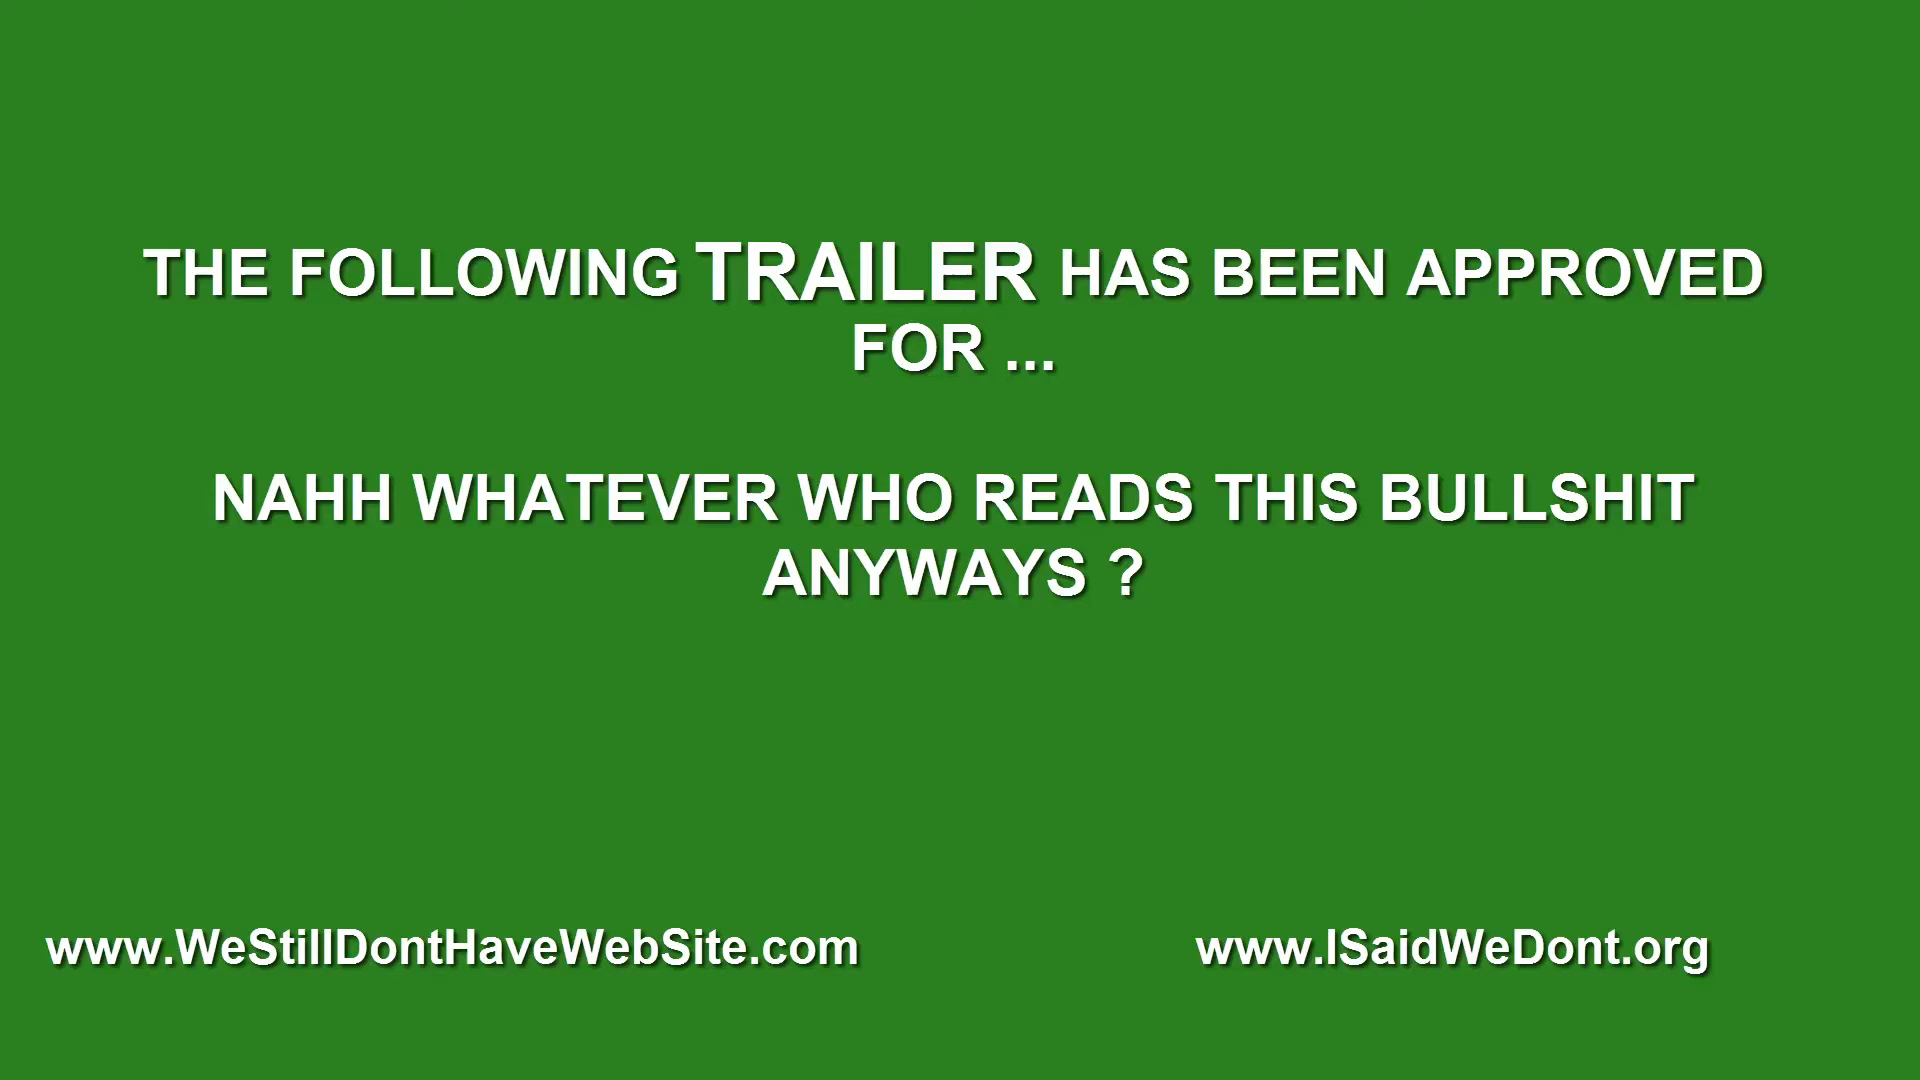 THE FOLLOWING TRAILER HAS BEEN APPROVED
FOR ...
NAHH WHATEVER WHO READS THIS BULLSHIT
ANYWAYS ?
www.WeStillDontHaveWebSite.com
www.ISaidWeDont.org